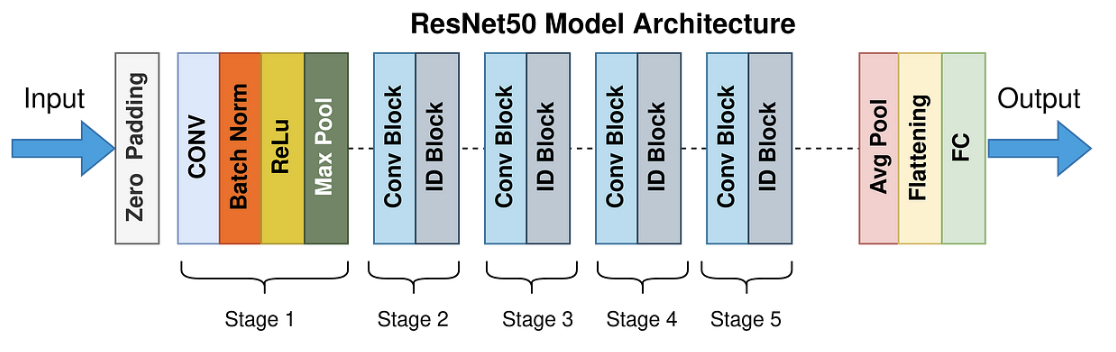 ResNet50 Model Architecture
Input
Zero Padding
CONV
Batch Norm
ReLu
Max Pool
Conv Block
ID Block
Conv Block
ID Block
Conv Block
ID Block
Conv Block
ID Block
Avg Pool
Flattening
FC
Output
Stage 1
Stage 2
Stage 3
Stage 4
Stage 5